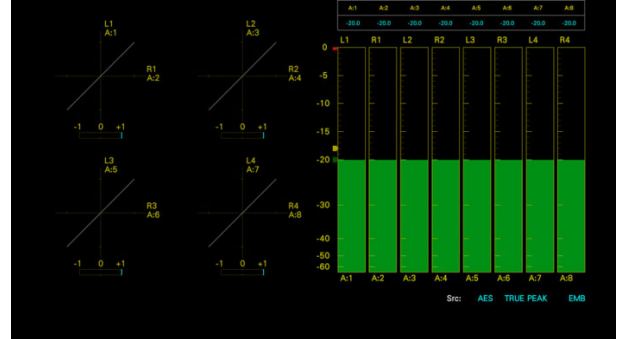 A:1 A:2 A:3 A:4 A:5 A:6 A:7 A:8
-20.0 -20.0 -20.0 -20.0 -20.0 -20.0 -20.0 -20.0
L1 R1 L2 R2 L3 R3 L4 R4
L1
A:1
R1
A:2
-1 0 +1
L2
A:3
R2
A:4
-1 0 +1
L3
A:5
R3
A:6
-1 0 +1
L4
A:7
R4
A:8
-1 0 +1
0
-5
-10
-15
-20
-30
-40
-50
-60
A:1 A:2 A:3 A:4 A:5 A:6 A:7 A:8
Src: AES TRUE PEAK EMB